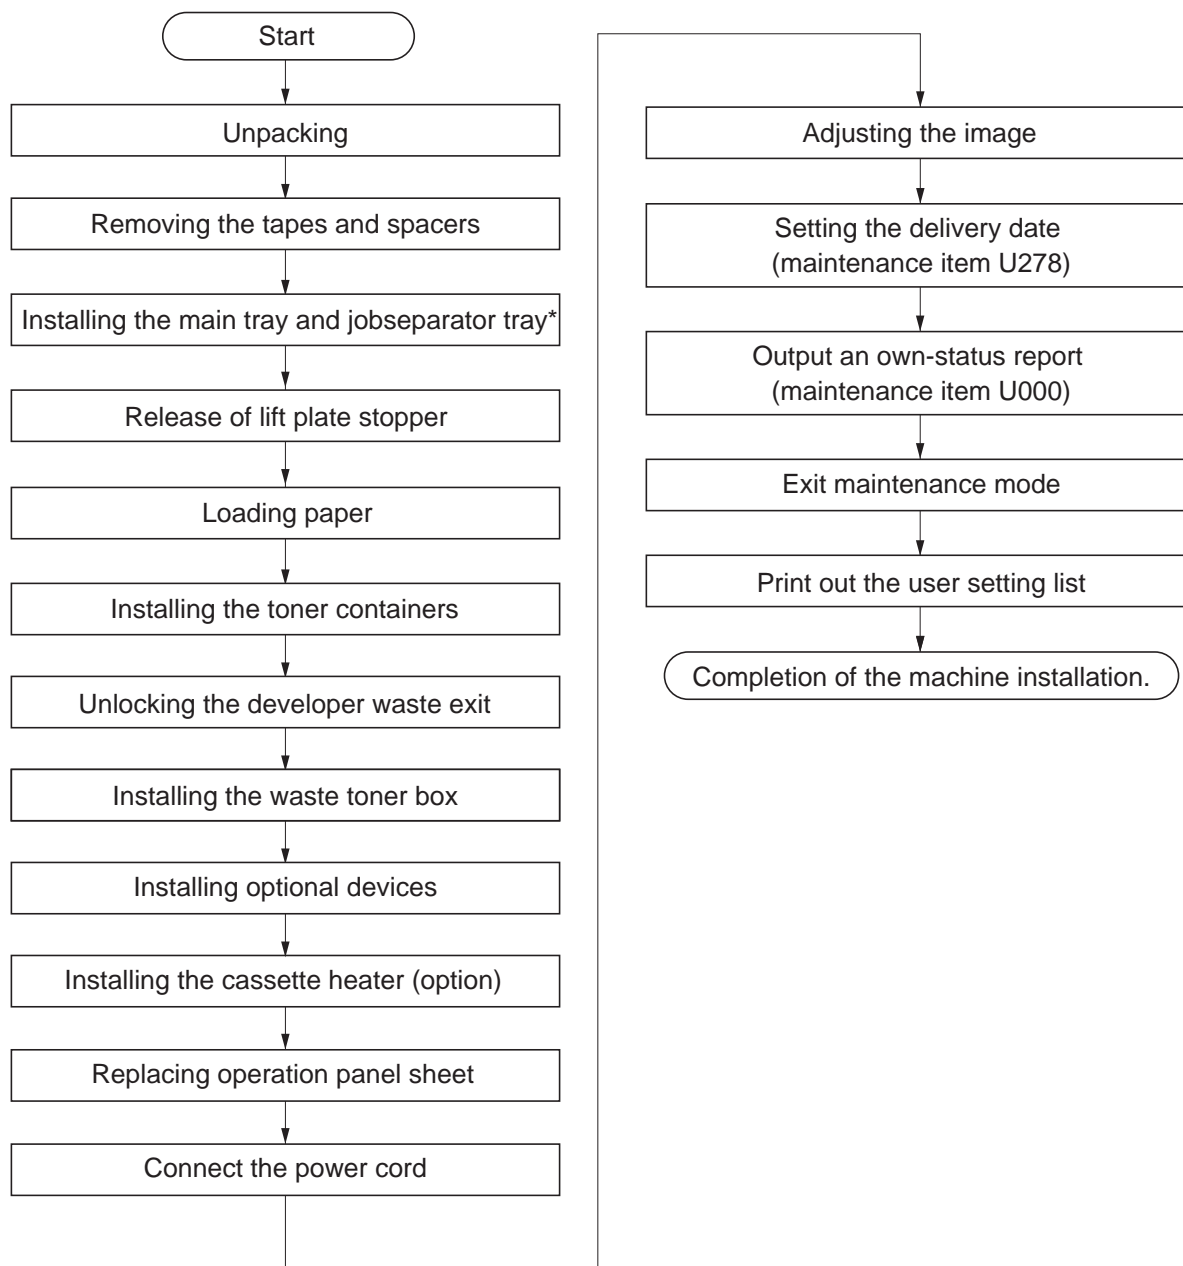 Start
Unpacking
Removing the tapes and spacers
Installing the main tray and jobseparator tray*
Release of lift plate stopper
Loading paper
Installing the toner containers
Unlocking the developer waste exit
Installing the waste toner box
Installing optional devices
Installing the cassette heater (option)
Replacing operation panel sheet
Connect the power cord
Adjusting the image
Setting the delivery date
(maintenance item U278)
Output an own-status report
(maintenance item U000)
Exit maintenance mode
Print out the user setting list
Completion of the machine installation.